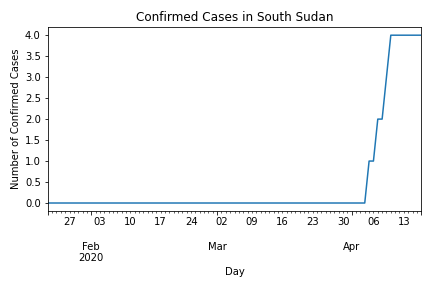 Confirmed Cases in South Sudan
4.0
3.5
3.0
2.5
2.0
1.5
1.0
0.5
0.0
Number of Confirmed Cases
27 03 10 17 24 02 09 16 23 30 06 13
Feb Mar Apr
2020
Day